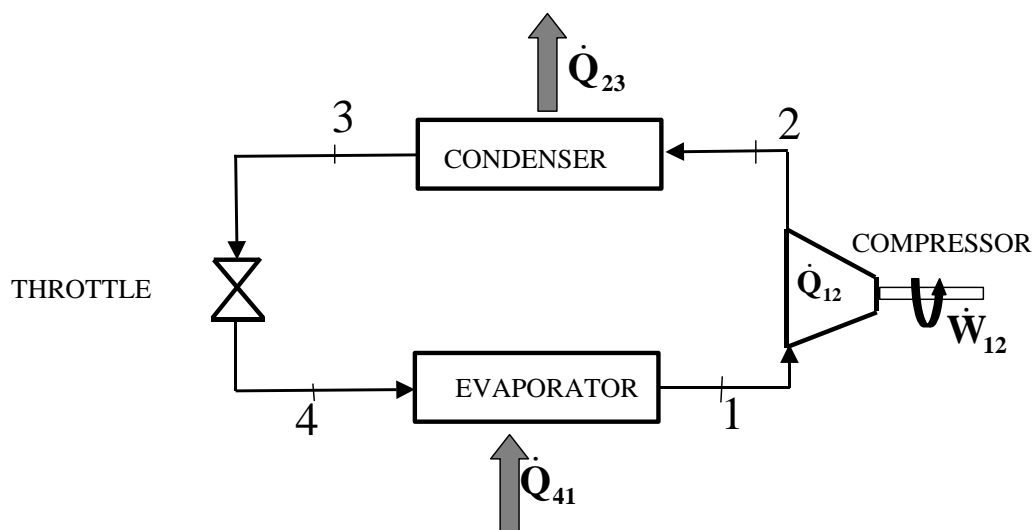 Q̇₂₃
3
2
CONDENSER
COMPRESSOR
THROTTLE
Q̇₁₂
Ẇ₁₂
EVAPORATOR
4
1
Q̇₄₁